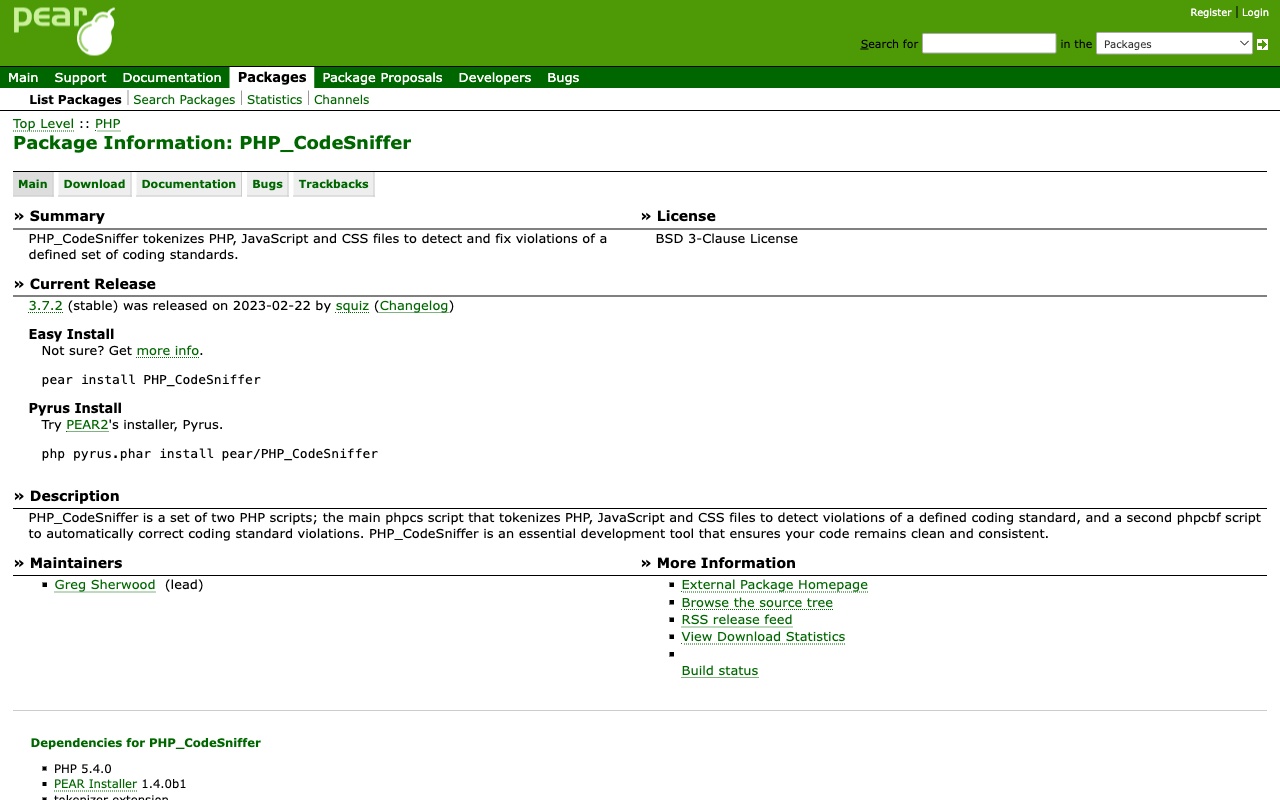 pear
Register | Login
Search for in the Packages
Main Support Documentation Packages Package Proposals Developers Bugs
List Packages Search Packages Statistics Channels
Top Level :: PHP
Package Information: PHP_CodeSniffer
Main Download Documentation Bugs Trackbacks
» Summary
PHP_CodeSniffer tokenizes PHP, JavaScript and CSS files to detect and fix violations of a
defined set of coding standards.
» License
BSD 3-Clause License
» Current Release
3.7.2 (stable) was released on 2023-02-22 by squiz (Changelog)
Easy Install
Not sure? Get more info.
pear install PHP_CodeSniffer
Pyrus Install
Try PEAR2's installer, Pyrus.
php pyrus.phar install pear/PHP_CodeSniffer
» Description
PHP_CodeSniffer is a set of two PHP scripts; the main phpcs script that tokenizes PHP, JavaScript and CSS files to detect violations of a defined coding standard, and a second phpcbf script
to automatically correct coding standard violations. PHP_CodeSniffer is an essential development tool that ensures your code remains clean and consistent.
» Maintainers
Greg Sherwood (lead)
» More Information
External Package Homepage
Browse the source tree
RSS release feed
View Download Statistics
Build status
Dependencies for PHP_CodeSniffer
PHP 5.4.0
PEAR Installer 1.4.0b1
tokenizer extension